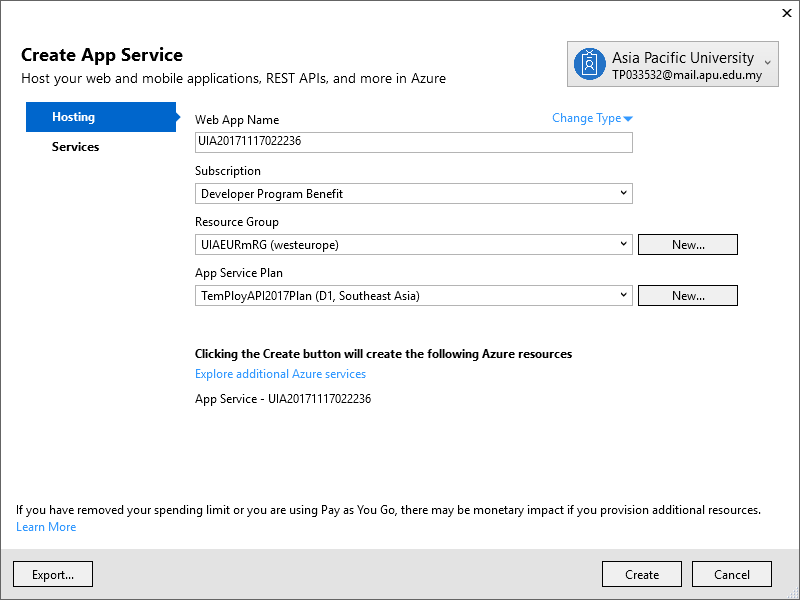 Create App Service
Host your web and mobile applications, REST APIs, and more in Azure
Asia Pacific University
TP033532@mail.apu.edu.my
Hosting
Services
Web App Name
Change Type
UIA20171117022236
Subscription
Developer Program Benefit
Resource Group
UIAEURmRG (westeurope)
New...
App Service Plan
TemPloyAPI2017Plan (D1, Southeast Asia)
New...
Clicking the Create button will create the following Azure resources
Explore additional Azure services
App Service - UIA20171117022236
If you have removed your spending limit or you are using Pay as You Go, there may be monetary impact if you provision additional resources.
Learn More
Export...
Create
Cancel